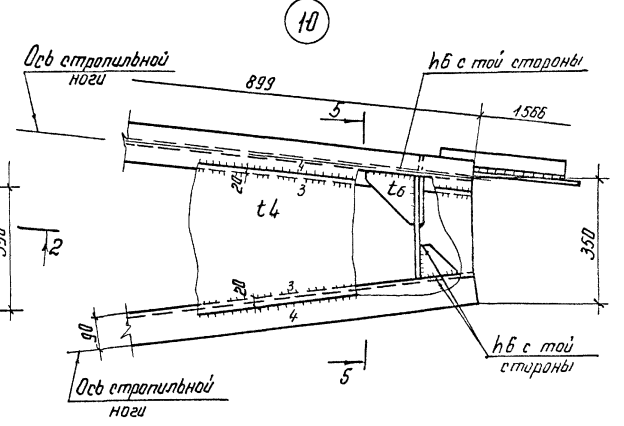 10
Ось стропильной
ноги
h6 с той стороны
899
1566
5
4
20
3
t6
t4
2
350
20
3
4
90
h6 с той
стороны
5
Ось стропильной
ноги